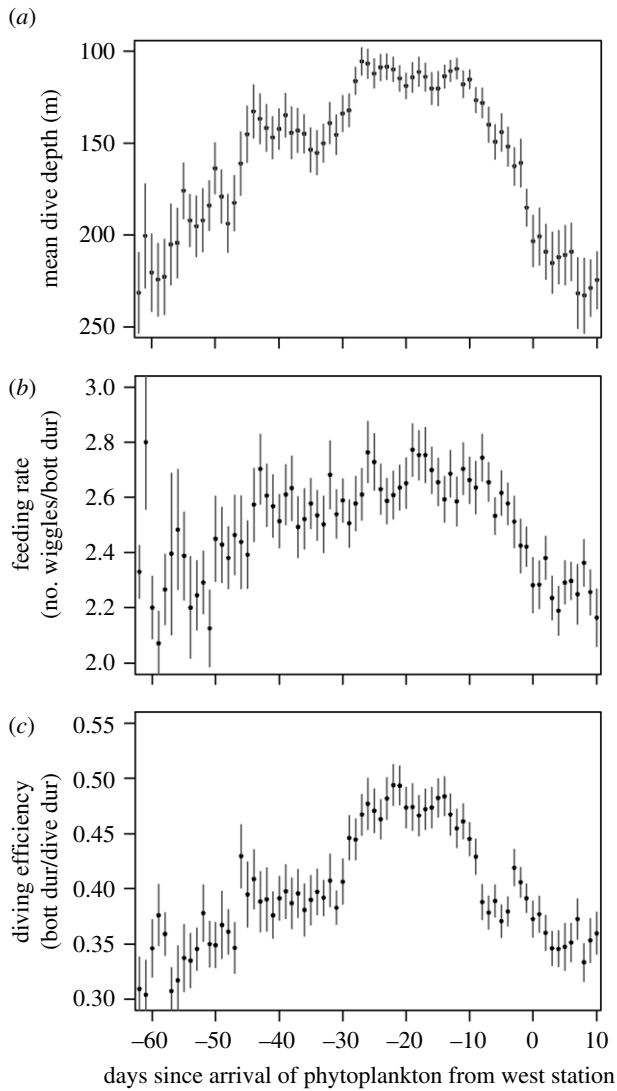 (a)
100
150
200
250
mean dive depth (m)
(b)
3.0
2.8
2.6
2.4
2.2
2.0
feeding rate
(no. wiggles/bott dur)
(c)
0.55
0.50
0.45
0.40
0.35
0.30
diving efficiency
(bott dur/dive dur)
–60 –50 –40 –30 –20 –10 0 10
days since arrival of phytoplankton from west station